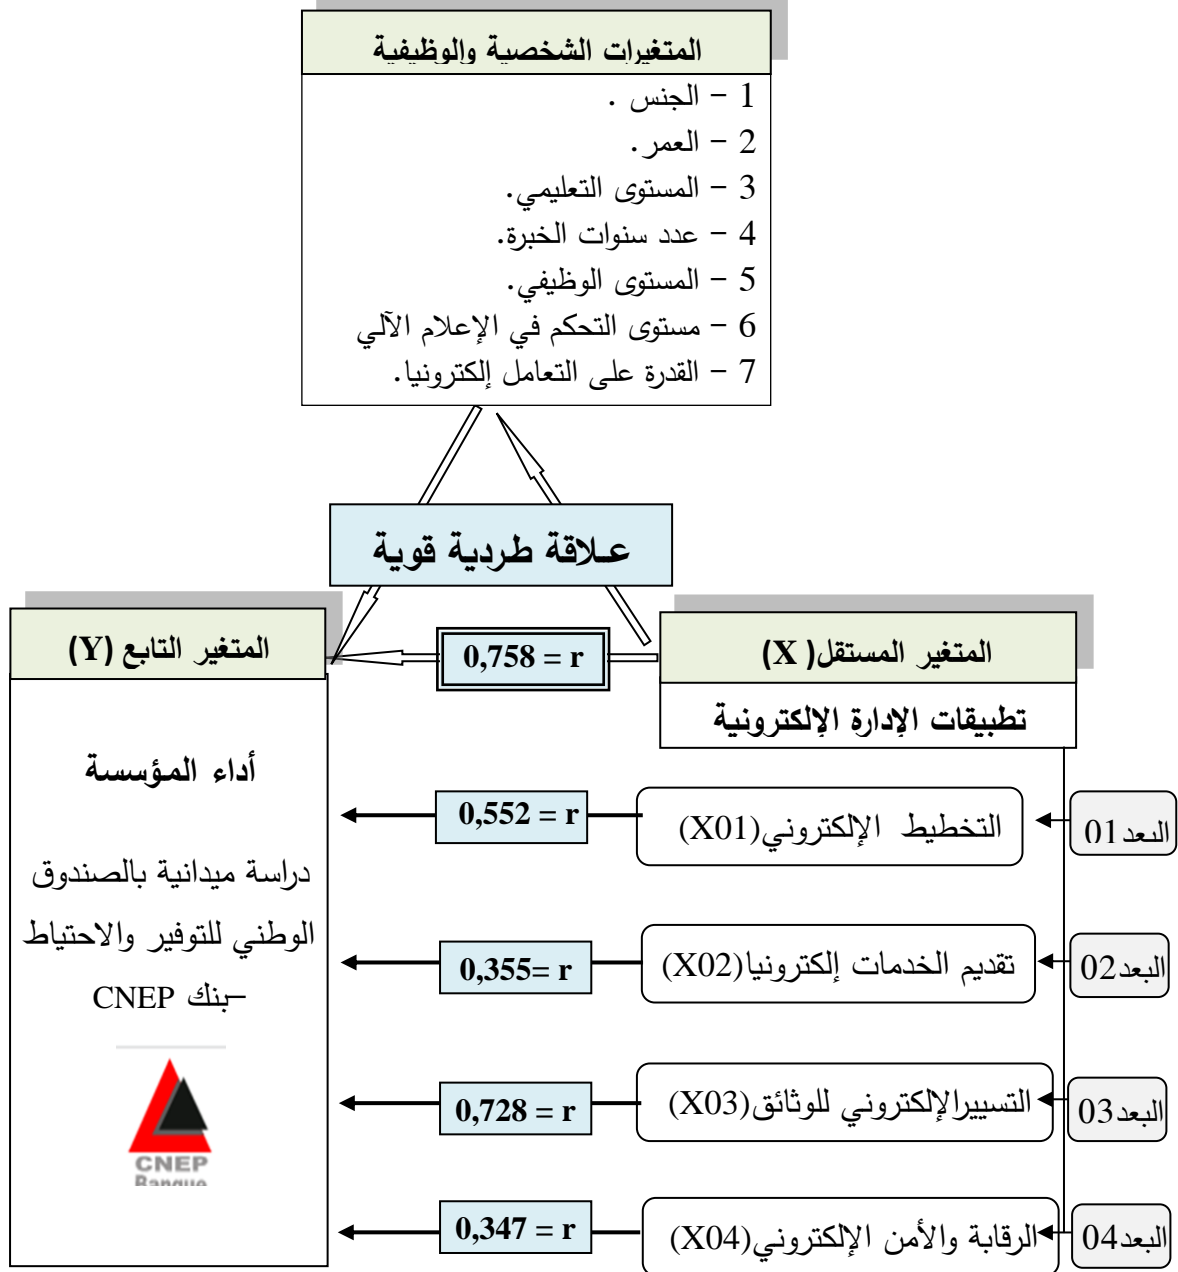 المتغيرات الشخصية والوظيفية
1 – الجنس .
2 – العمر.
3 – المستوى التعليمي.
4 – عدد سنوات الخبرة.
5 – المستوى الوظيفي.
6 – مستوى التحكم في الإعلام الآلي
7 – القدرة على التعامل إلكترونيا.
عـلاقة طردية قوية
المتغير المستقل( X)
0,758 = r
المتغير التابع (Y)
تطبيقات الإدارة الإلكترونية
أداء المؤسسة
دراسة ميدانية بالصندوق
الوطني للتوفير والاحتياط
–بنك CNEP
CNEP
Banque
البعد01
التخطيط الإلكتروني(X01)
0,552 = r
البعد02
تقديم الخدمات إلكترونيا(X02)
0,355= r
البعد03
التسييرالإلكتروني للوثائق(X03)
0,728 = r
البعد04
الرقابة والأمن الإلكتروني(X04)
0,347 = r